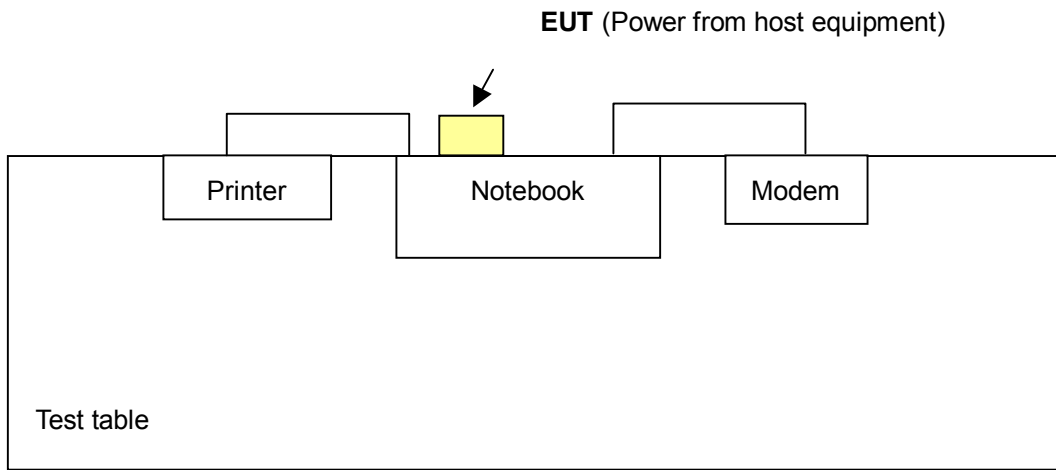 EUT (Power from host equipment)
Printer
Notebook
Modem
Test table